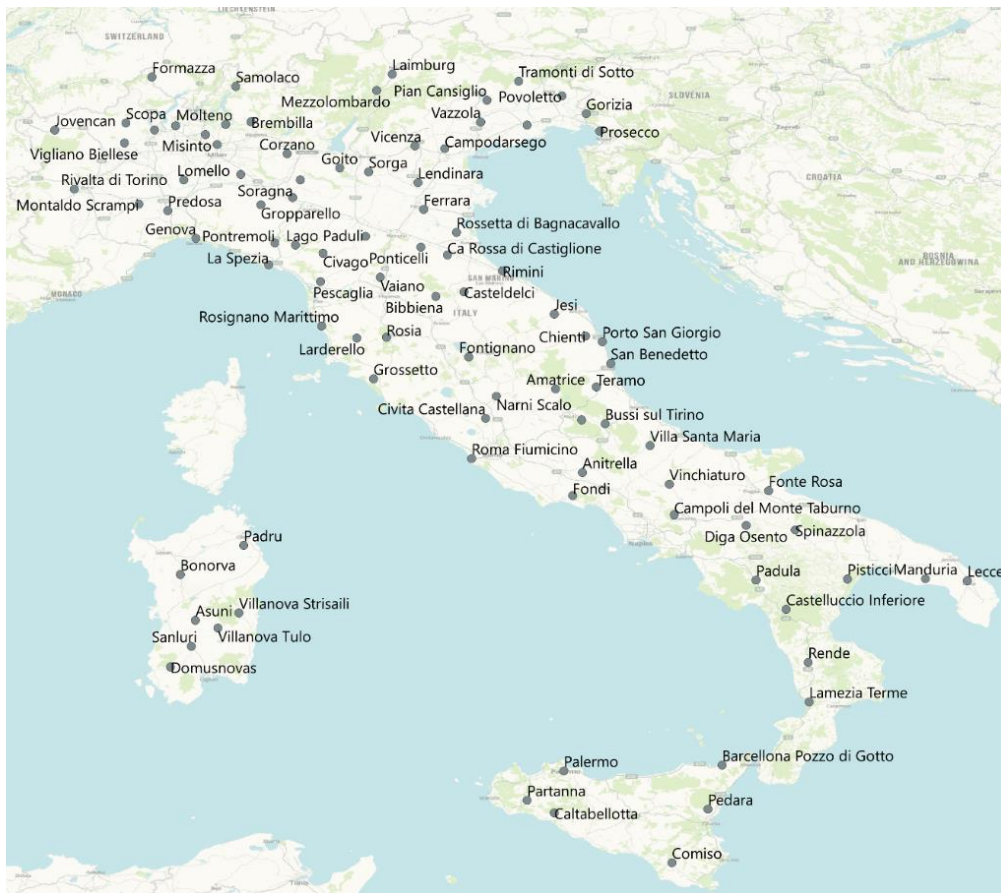 LIECHTENSTEIN
SWITZERLAND
Formazza
Samolaco
Laimburg
Tramonti di Sotto
Mezzolombardo
Pian Cansiglio
Povoletto
SLOVENIA
Gorizia
Jovencan
Scopa
Molteno
Brembilla
Vazzola
Prosecco
Vigliano Biellese
Misinto
Corzano
Vicenza
Campodarsego
Goito
Sorga
Rivalta di Torino
Lomello
Lendinara
CROATIA
Montaldo Scrampi
Predosa
Soragna
Gropparello
Ferrara
Genova
Pontremoli
Lago Paduli
Rossetta di Bagnacavallo
Ca Rossa di Castiglione
La Spezia
Civago
Ponticelli
BOSNIA
AND HERZEGOWINA
MONACO
Pescaglia
Vaiano
SAN MARINO
Rimini
Bibbiena
Casteldelci
ITALY
Rosignano Marittimo
Jesi
Larderello
Rosia
Chienti
Porto San Giorgio
Fontignano
San Benedetto
Grossetto
Amatrice
Teramo
Civita Castellana
Narni Scalo
Bussi sul Tirino
Villa Santa Maria
Roma Fiumicino
Anitrella
Vinchiaturo
Fonte Rosa
Fondi
Campoli del Monte Taburno
Diga Osento
Spinazzola
Padru
Bonorva
Padula
Pisticci
Manduria
Lecce
Asuni
Villanova Strisaili
Castelluccio Inferiore
Sanluri
Villanova Tulo
Domusnovas
Rende
Lamezia Terme
Palermo
Barcellona Pozzo di Gotto
Partanna
Caltabellotta
Pedara
Comiso